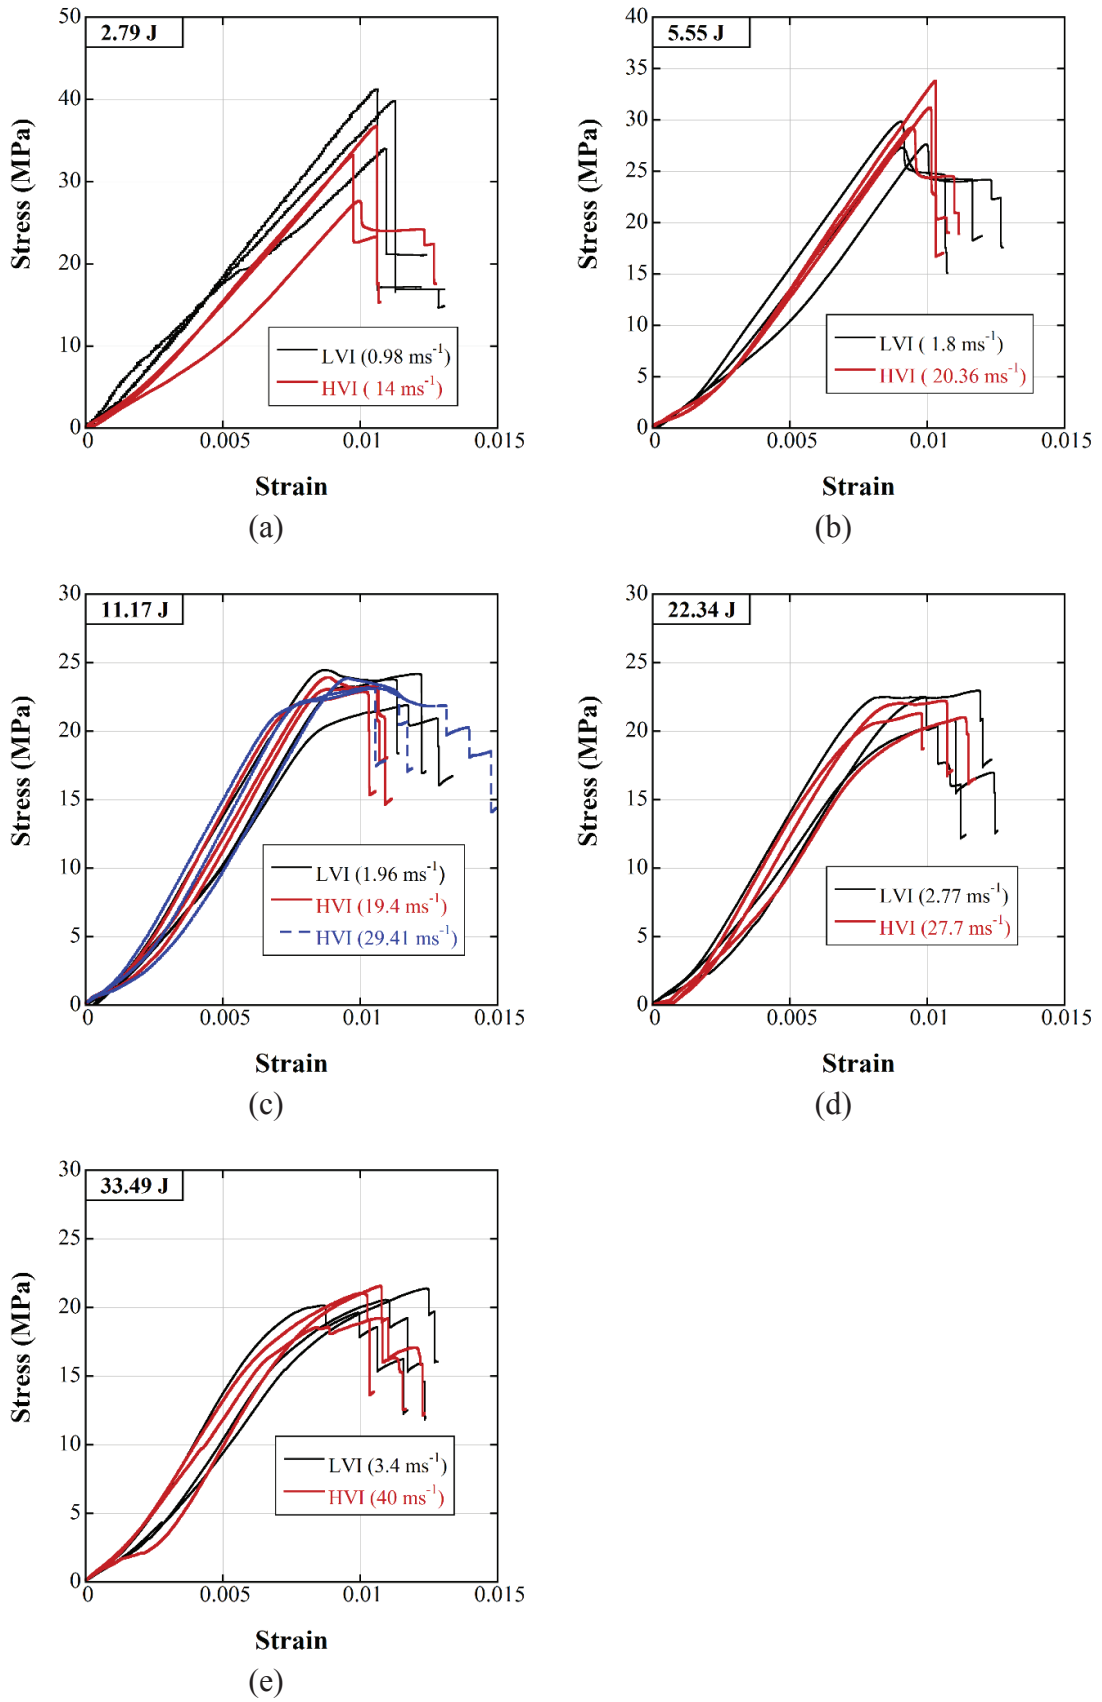 2.79 J
50
40
30
20
10
0
0
0.005
0.01
0.015
Stress (MPa)
Strain
LVI (0.98 ms⁻¹)
HVI ( 14 ms⁻¹)
(a)
5.55 J
40
35
30
25
20
15
10
5
0
0
0.005
0.01
0.015
Stress (MPa)
Strain
LVI ( 1.8 ms⁻¹)
HVI ( 20.36 ms⁻¹)
(b)
11.17 J
30
25
20
15
10
5
0
0
0.005
0.01
0.015
Stress (MPa)
Strain
LVI (1.96 ms⁻¹)
HVI (19.4 ms⁻¹)
HVI (29.41 ms⁻¹)
(c)
22.34 J
30
25
20
15
10
5
0
0
0.005
0.01
0.015
Stress (MPa)
Strain
LVI (2.77 ms⁻¹)
HVI (27.7 ms⁻¹)
(d)
33.49 J
30
25
20
15
10
5
0
0
0.005
0.01
0.015
Stress (MPa)
Strain
LVI (3.4 ms⁻¹)
HVI (40 ms⁻¹)
(e)